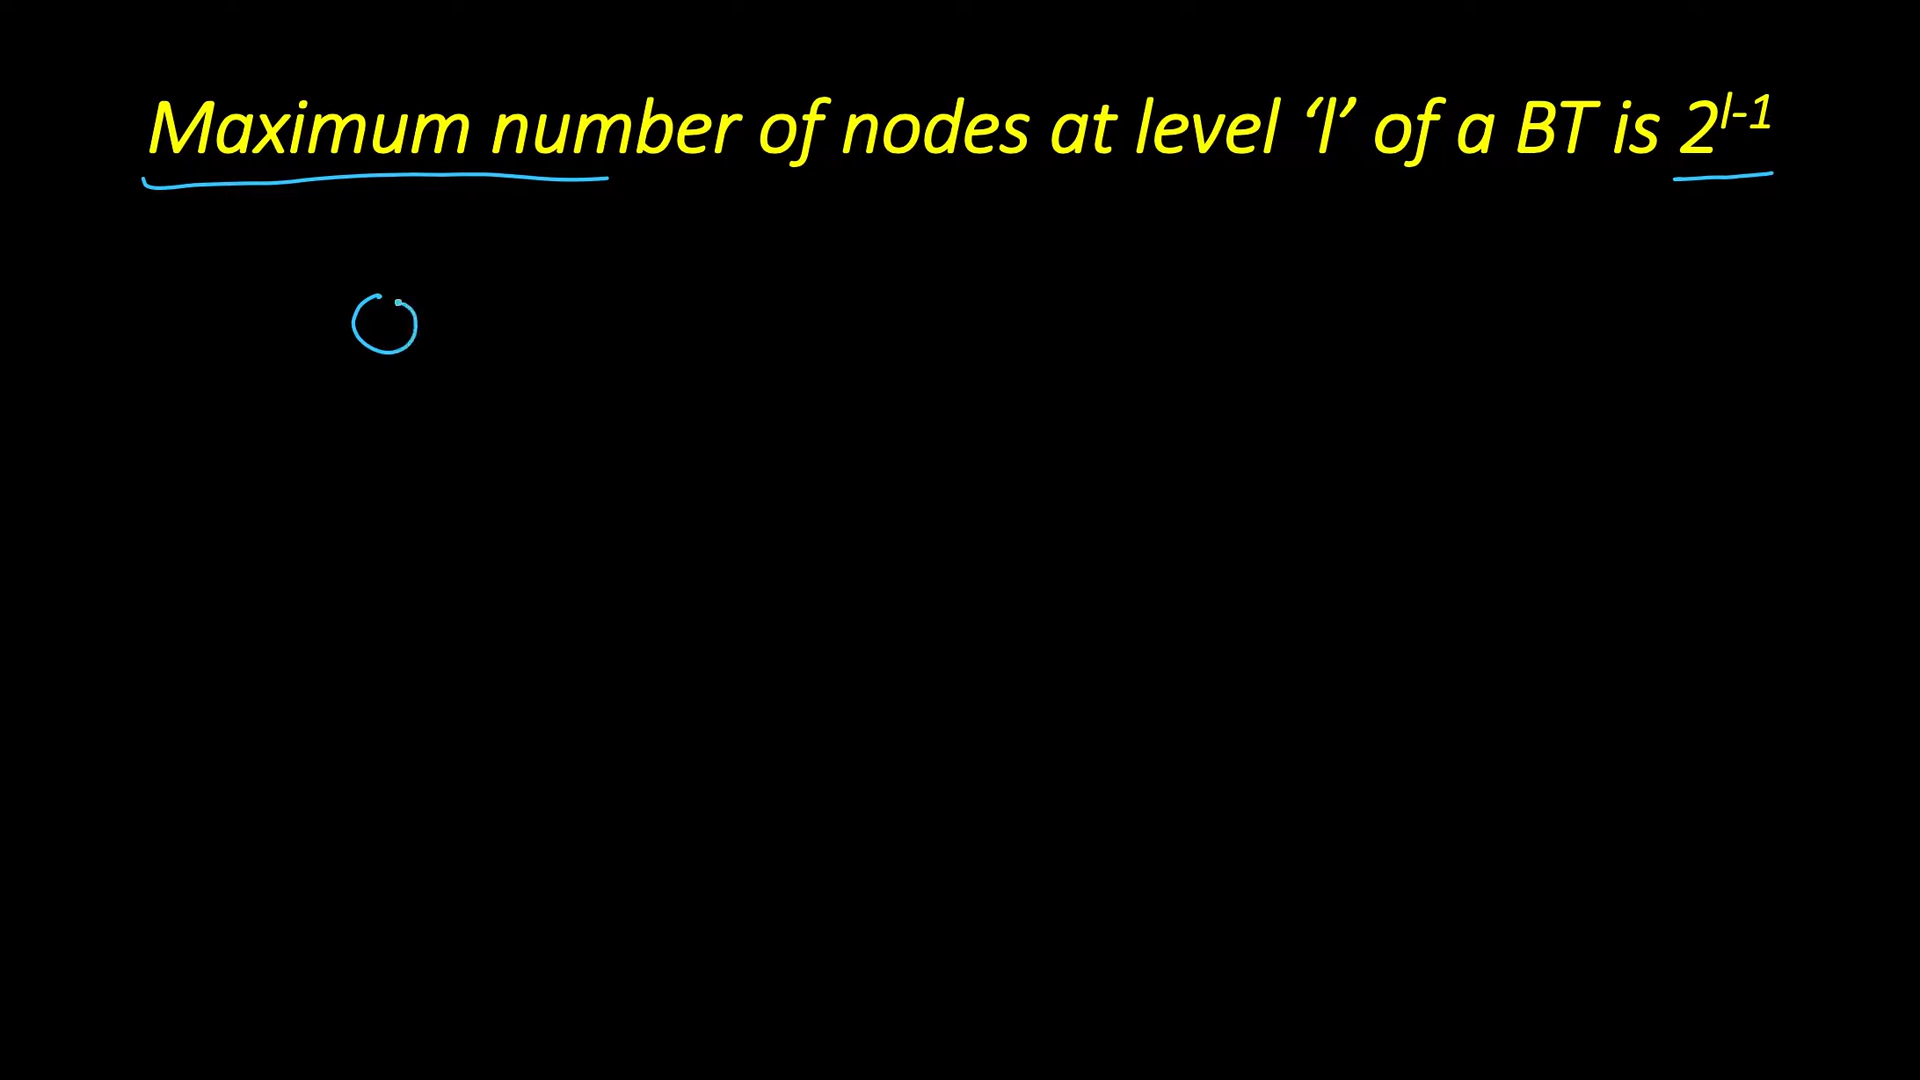 Maximum number of nodes at level ‘l’ of a BT is 2^{l-1}